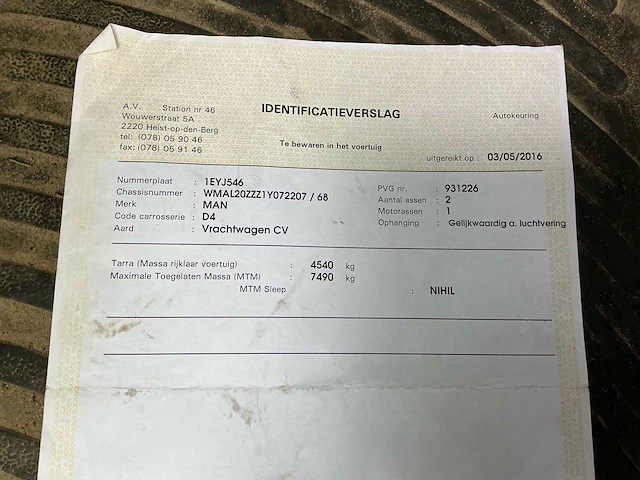 A.V. Station nr 46
Wouwerstraat 5A
2220 Heist-op-den-Berg
tel: (078) 05 90 46
fax: (078) 05 91 46
IDENTIFICATIEVERSLAG
Te bewaren in het voertuig
Autokeuring
uitgereikt op : 03/05/2016
Nummerplaat : 1EYJ546
Chassisnummer : WMAL20ZZZ1Y072207 / 68
Merk : MAN
Code carrosserie : D4
Aard : Vrachtwagen CV
PVG nr. : 931226
Aantal assen : 2
Motorassen : 1
Ophanging : Gelijkwaardig a. luchtvering
Tarra (Massa rijklaar voertuig) : 4540 kg
Maximale Toegelaten Massa (MTM) : 7490 kg
MTM Sleep : NIHIL